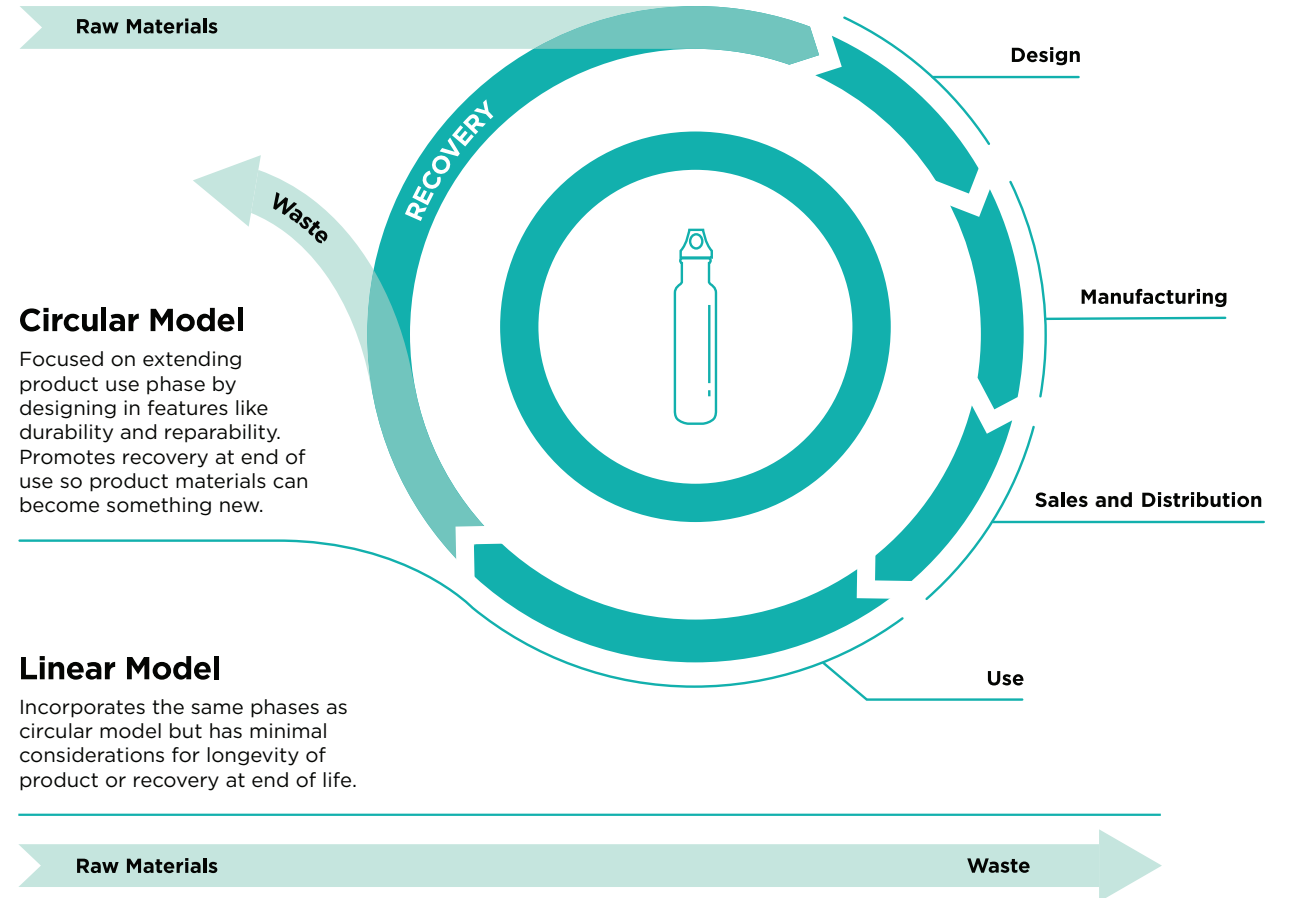 Raw Materials
Design
RECOVERY
Waste
Manufacturing
Circular Model
Focused on extending
product use phase by
designing in features like
durability and reparability.
Promotes recovery at end of
use so product materials can
become something new.
Sales and Distribution
Use
Linear Model
Incorporates the same phases as
circular model but has minimal
considerations for longevity of
product or recovery at end of life.
Raw Materials
Waste